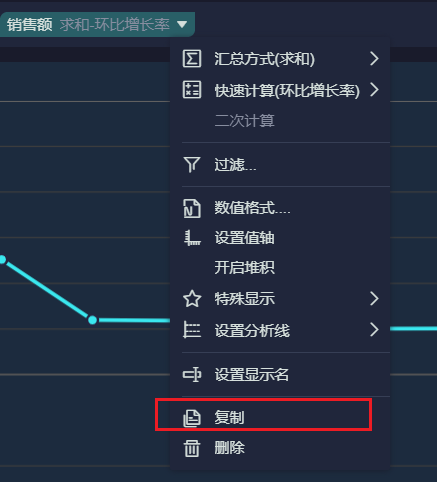 销售额 求和-环比增长率
汇总方式(求和)
快速计算(环比增长率)
二次计算
过滤...
数值格式....
设置值轴
开启堆积
特殊显示
设置分析线
设置显示名
复制
删除